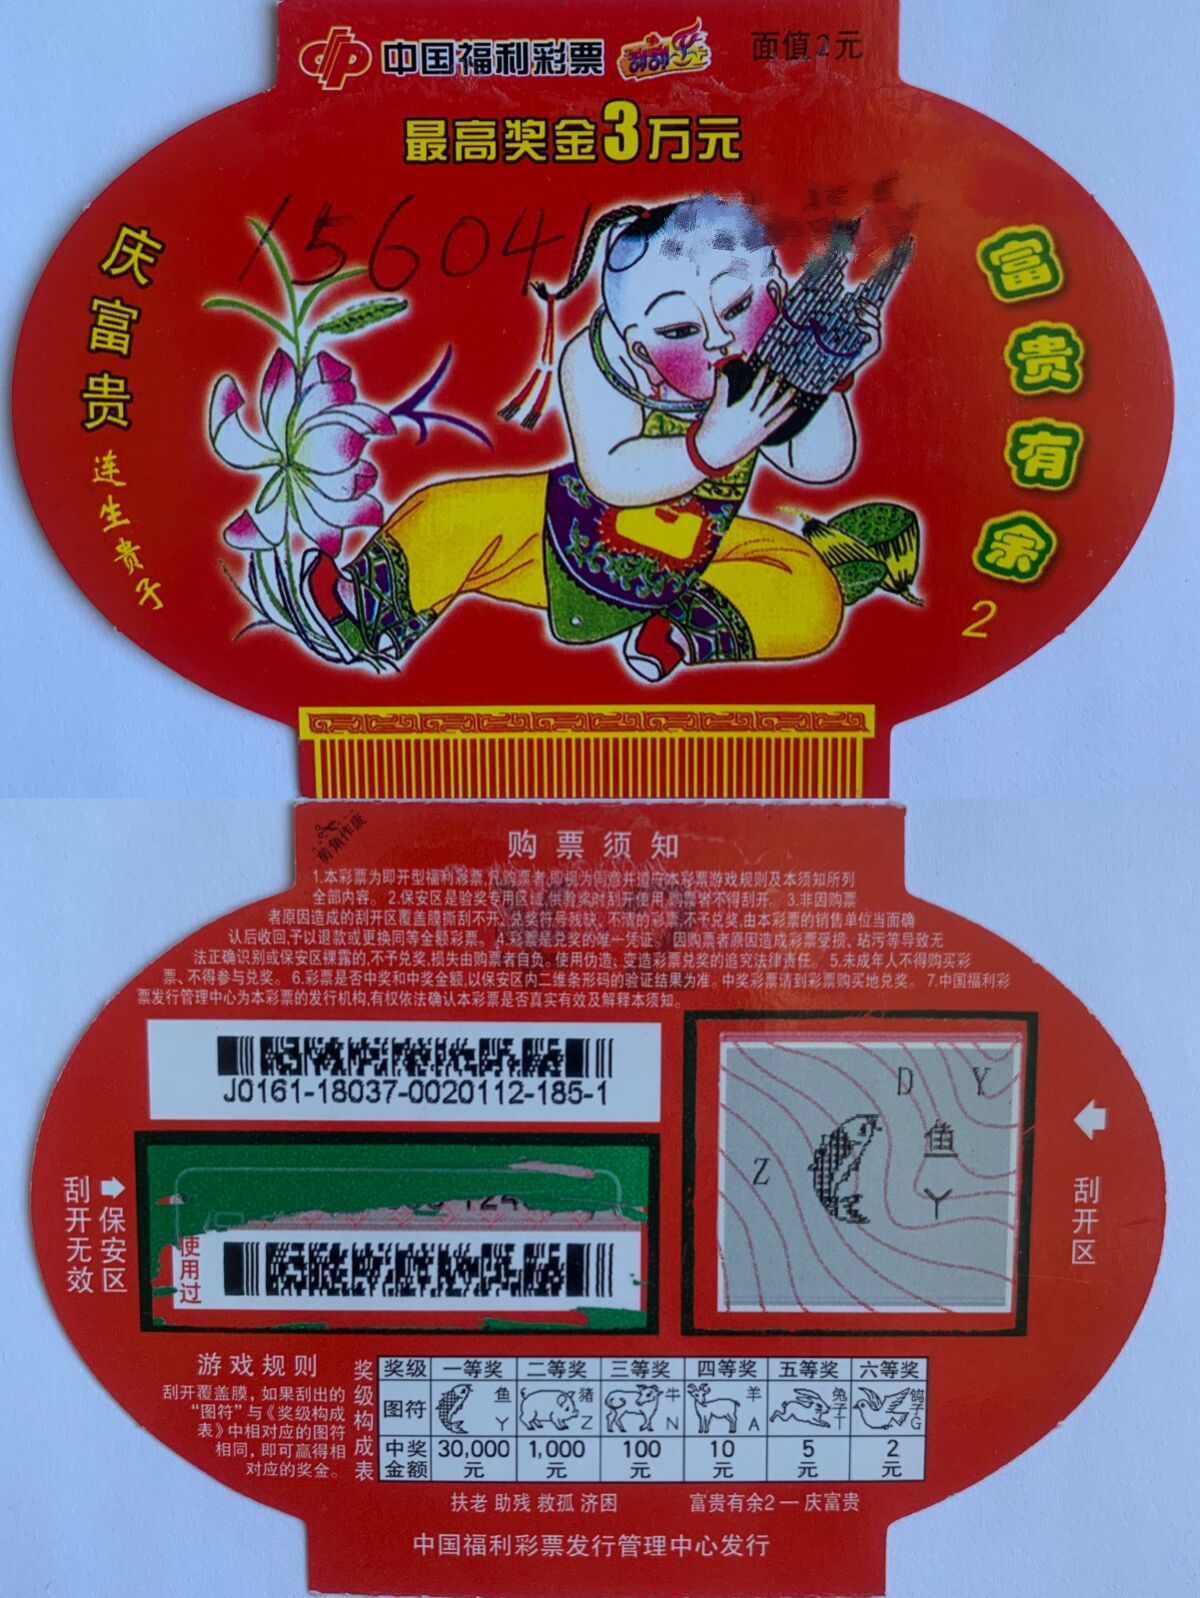 中国福利彩票 刮刮乐
面值2元
最高奖金3万元
156041
庆富贵
连生贵子
富贵有余
2
剪角作废
购票须知
1.本彩票为即开型福利彩票,凡购票者,即视为同意并遵守本彩票游戏规则及本须知所列
全部内容。 2.保安区是验奖专用区域,供验奖时刮开使用,购票者不得刮开。 3.非因购票
者原因造成的刮开区覆盖膜撕刮不开、兑奖符号残缺、不清的彩票,不予兑奖,由本彩票的销售单位当面确
认后收回,予以退款或更换同等金额彩票。 4.彩票是兑奖的唯一凭证。 因购票者原因造成彩票受损、玷污等导致无
法正确识别或保安区裸露的,不予兑奖,损失由购票者自负。使用伪造、变造彩票兑奖的追究法律责任。 5.未成年人不得购买彩
票、不得参与兑奖。 6.彩票是否中奖和中奖金额,以保安区内二维条形码的验证结果为准。中奖彩票请到彩票购买地兑奖。 7.中国福利彩
票发行管理中心为本彩票的发行机构,有权依法确认本彩票是否真实有效及解释本须知。
J0161-18037-0020112-185-1
D Y
Z
鱼
Y
刮开区
保安区
刮开无效
使用过
游戏规则
刮开覆盖膜,如果刮出的
“图符”与《奖级构成
表》中相对应的图符
相同,即可赢得相
对应的奖金。
奖级构成表
奖级 一等奖 二等奖 三等奖 四等奖 五等奖 六等奖
图符 鱼 Y 猪 Z 牛 N 羊 A 兔子 T 鸽子 G
中奖金额 30,000元 1,000元 100元 10元 5元 2元
扶老 助残 救孤 济困
富贵有余2 — 庆富贵
中国福利彩票发行管理中心发行